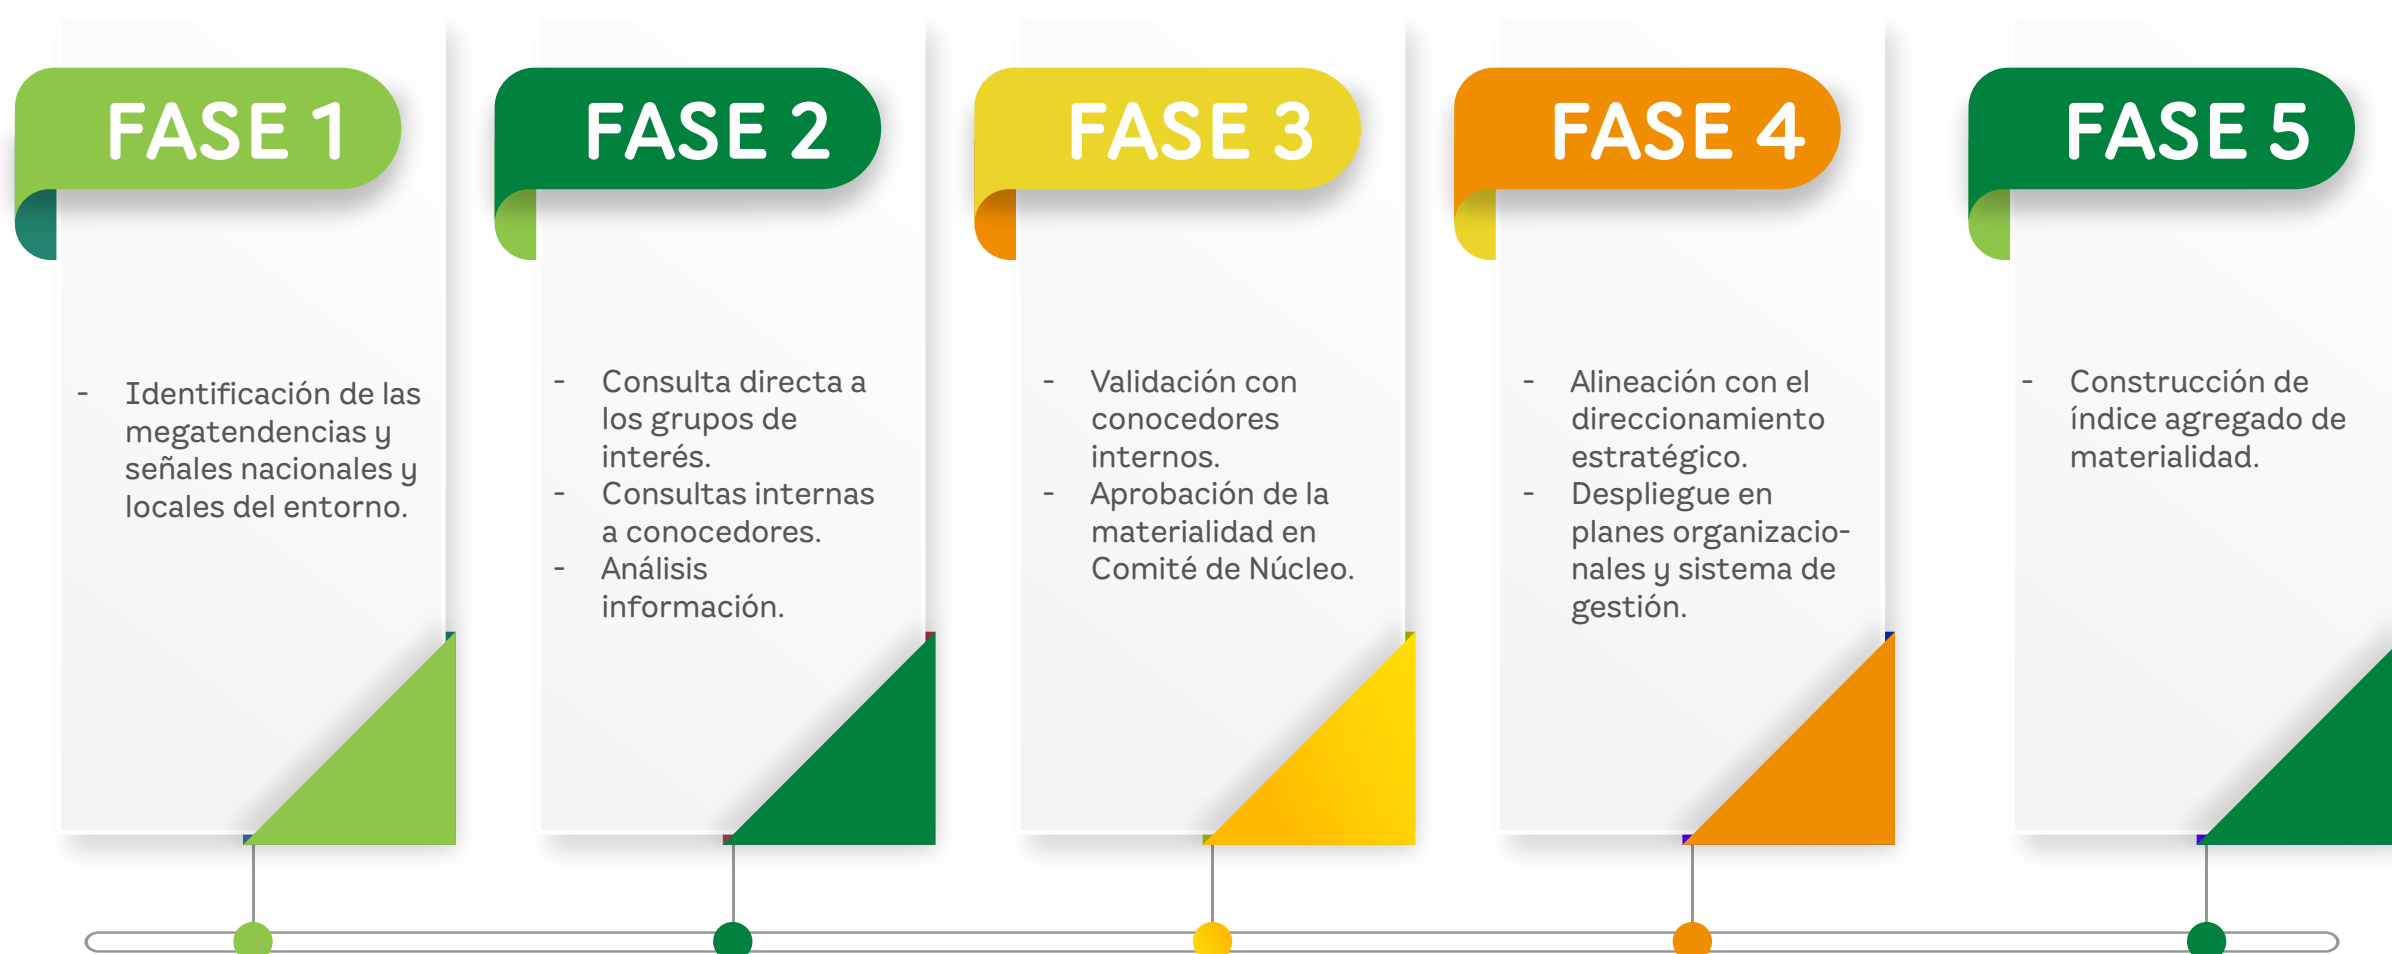 FASE 1
- Identificación de las
megatendencias y
señales nacionales y
locales del entorno.
FASE 2
- Consulta directa a
los grupos de
interés.
- Consultas internas
a conocedores.
- Análisis
información.
FASE 3
- Validación con
conocedores
internos.
- Aprobación de la
materialidad en
Comité de Núcleo.
FASE 4
- Alineación con el
direccionamiento
estratégico.
- Despliegue en
planes organizacio-
nales y sistema de
gestión.
FASE 5
- Construcción de
índice agregado de
materialidad.